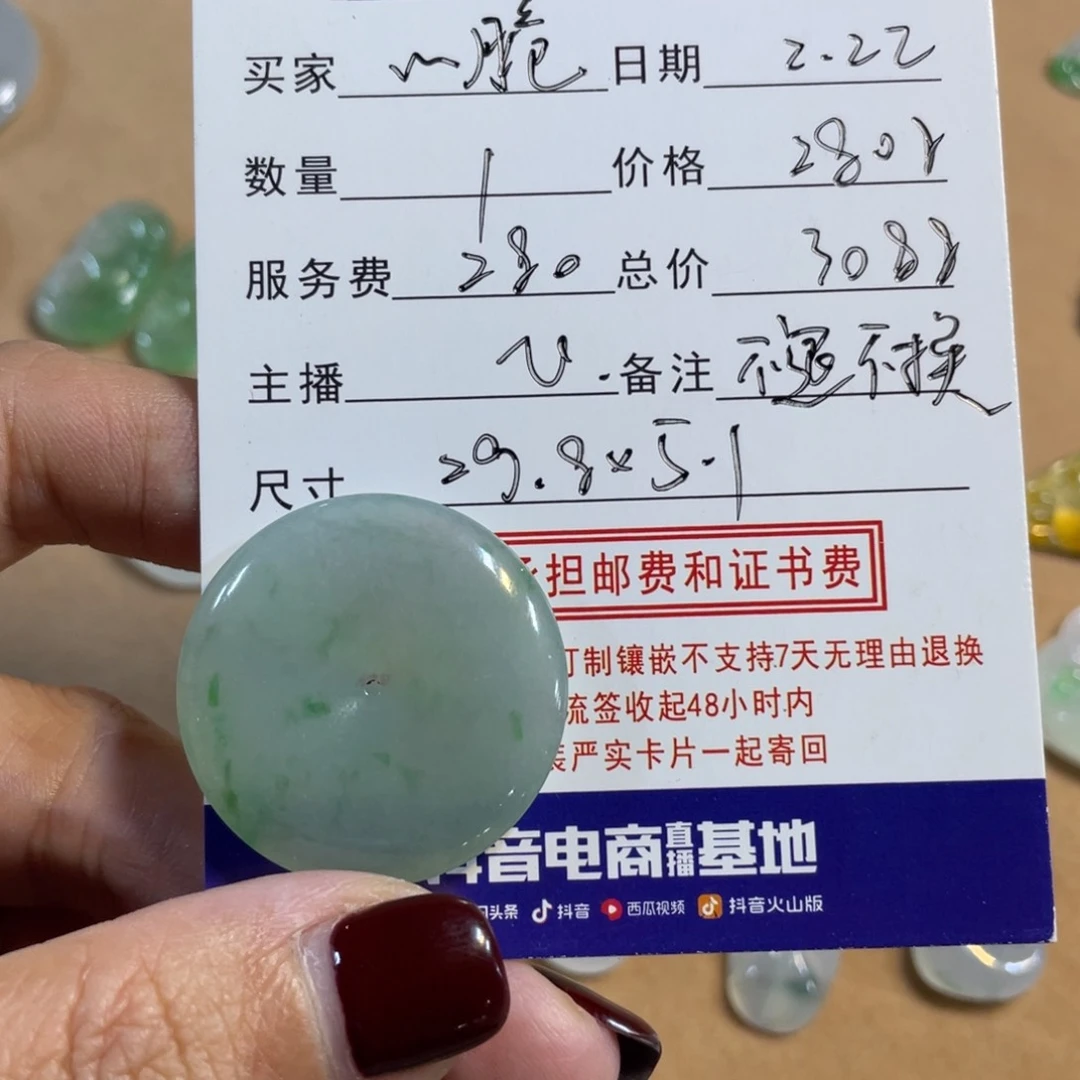 买家 小脆 日期 2.22
数量 1 价格 2808
服务费 280 总价 3088
主播 备注 不退不换
尺寸 29.8×5.1
承担邮费和证书费
订制镶嵌不支持7天无理由退换
流签收起48小时内
装严实卡片一起寄回
抖音电商直播基地
头条 抖音 西瓜视频 抖音火山版